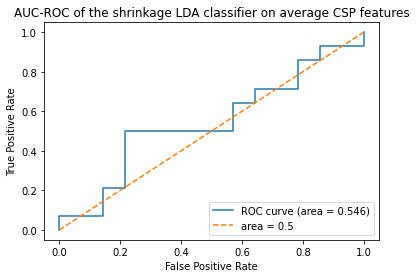 AUC-ROC of the shrinkage LDA classifier on average CSP features
True Positive Rate
1.0
0.8
0.6
0.4
0.2
0.0
ROC curve (area = 0.546)
area = 0.5
0.0 0.2 0.4 0.6 0.8 1.0
False Positive Rate